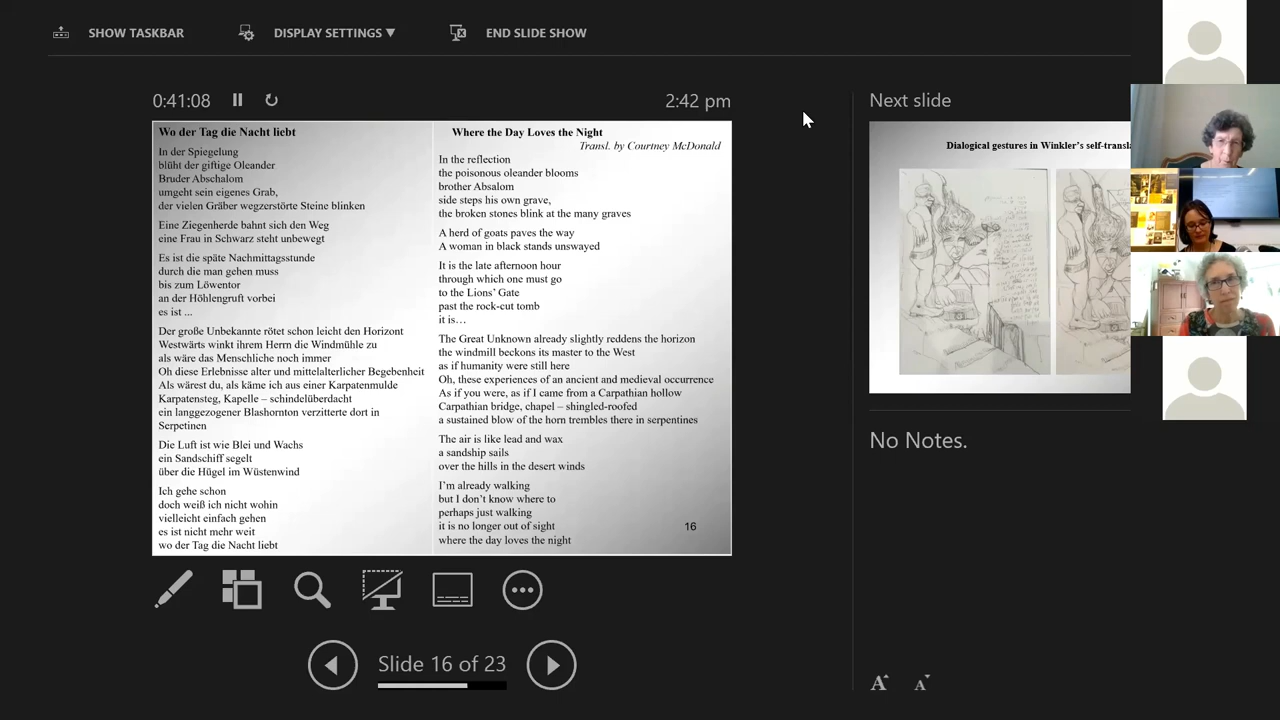 SHOW TASKBAR
DISPLAY SETTINGS ▼
END SLIDE SHOW
0:41:08
2:42 pm
Wo der Tag die Nacht liebt
In der Spiegelung
blüht der giftige Oleander
Bruder Abschalom
umgeht sein eigenes Grab,
der vielen Gräber wegzerstörte Steine blinken
Eine Ziegenherde bahnt sich den Weg
eine Frau in Schwarz steht unbewegt
Es ist die späte Nachmittagsstunde
durch die man gehen muss
bis zum Löwentor
an der Höhlengruft vorbei
es ist ...
Der große Unbekannte rötet schon leicht den Horizont
Westwärts winkt ihrem Herrn die Windmühle zu
als wäre das Menschliche noch immer
Oh diese Erlebnisse alter und mittelalterlicher Begebenheit
Als wärest du, als käme ich aus einer Karpatenmulde
Karpatensteg, Kapelle – schindelüberdacht
ein langgezogener Blashornton verzitterte dort in
Serpetinen
Die Luft ist wie Blei und Wachs
ein Sandschiff segelt
über die Hügel im Wüstenwind
Ich gehe schon
doch weiß ich nicht wohin
vielleicht einfach gehen
es ist nicht mehr weit
wo der Tag die Nacht liebt
Where the Day Loves the Night
Transl. by Courtney McDonald
In the reflection
the poisonous oleander blooms
brother Absalom
side steps his own grave,
the broken stones blink at the many graves
A herd of goats paves the way
A woman in black stands unswayed
It is the late afternoon hour
through which one must go
to the Lions’ Gate
past the rock-cut tomb
it is…
The Great Unknown already slightly reddens the horizon
the windmill beckons its master to the West
as if humanity were still here
Oh, these experiences of an ancient and medieval occurrence
As if you were, as if I came from a Carpathian hollow
Carpathian bridge, chapel – shingled-roofed
a sustained blow of the horn trembles there in serpentines
The air is like lead and wax
a sandship sails
over the hills in the desert winds
I’m already walking
but I don’t know where to
perhaps just walking
it is no longer out of sight
where the day loves the night
16
Slide 16 of 23
Next slide
Dialogical gestures in Winkler’s self-transla
No Notes.
A
A